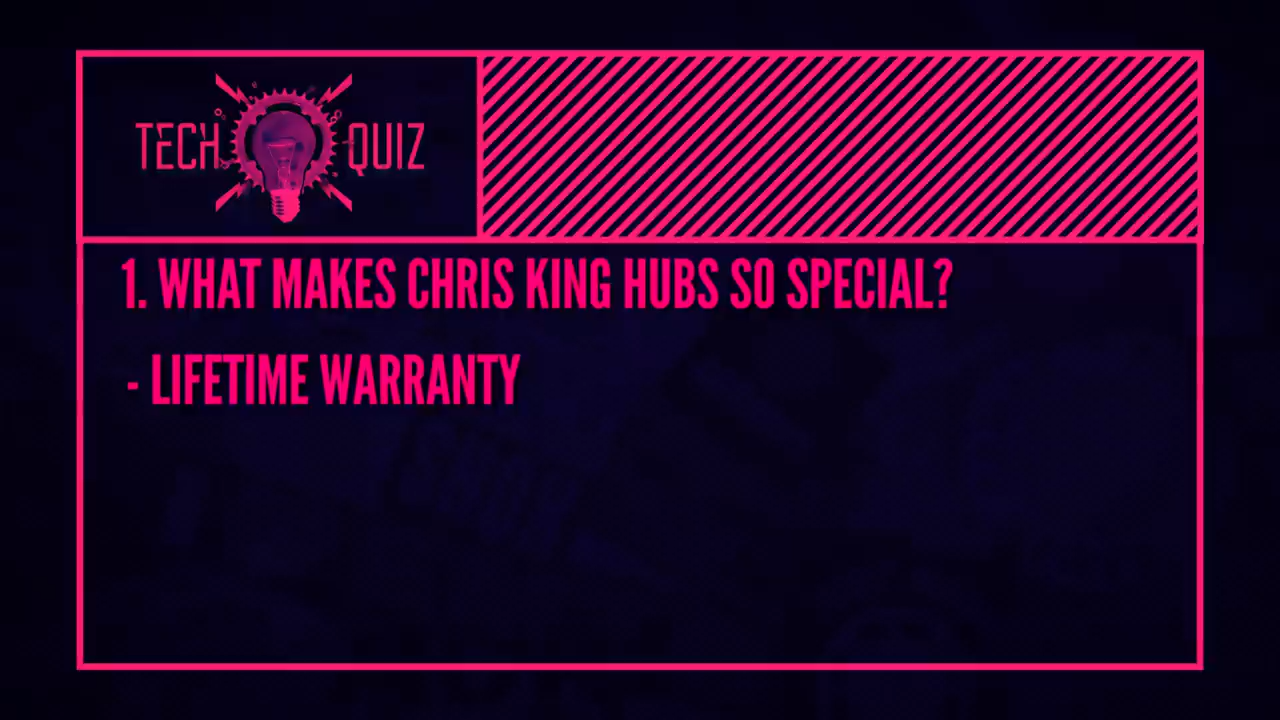 TECH QUIZ
1. WHAT MAKES CHRIS KING HUBS SO SPECIAL?
- LIFETIME WARRANTY